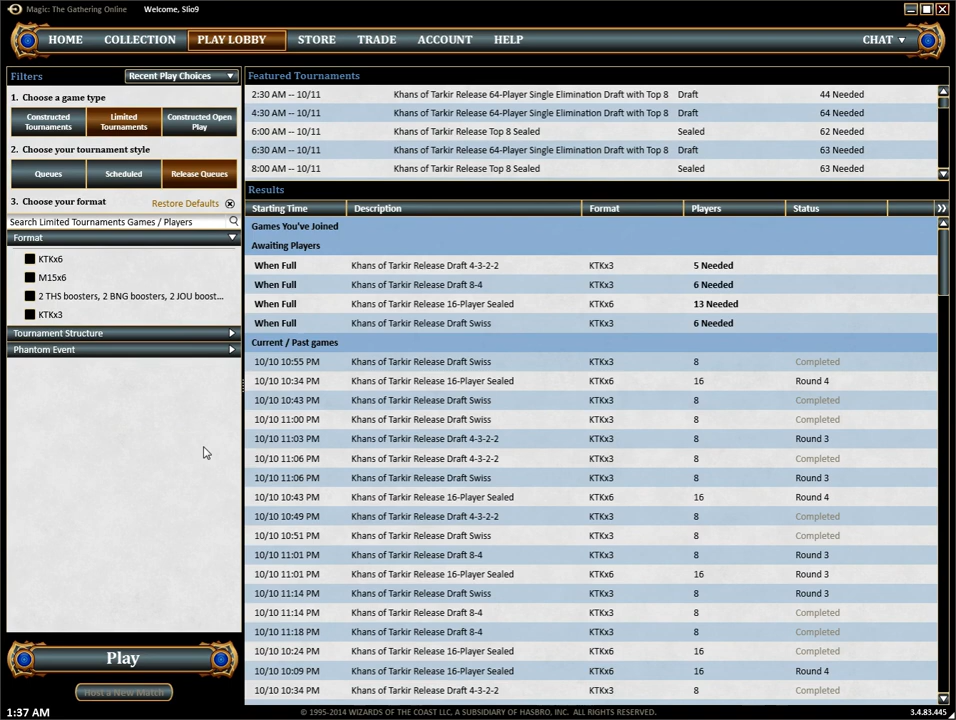 Magic: The Gathering Online Welcome, Slio9
HOME COLLECTION PLAY LOBBY STORE TRADE ACCOUNT HELP CHAT
Filters Recent Play Choices
1. Choose a game type
Constructed Tournaments Limited Tournaments Constructed Open Play
2. Choose your tournament style
Queues Scheduled Release Queues
3. Choose your format Restore Defaults
Search Limited Tournaments Games / Players
Format
KTKx6
M15x6
2 THS boosters, 2 BNG boosters, 2 JOU boost...
KTKx3
Tournament Structure
Phantom Event
Play
Host a New Match
1:37 AM
Featured Tournaments
2:30 AM -- 10/11 Khans of Tarkir Release 64-Player Single Elimination Draft with Top 8 Draft 44 Needed
4:30 AM -- 10/11 Khans of Tarkir Release 64-Player Single Elimination Draft with Top 8 Draft 64 Needed
6:00 AM -- 10/11 Khans of Tarkir Release Top 8 Sealed Sealed 62 Needed
6:30 AM -- 10/11 Khans of Tarkir Release 64-Player Single Elimination Draft with Top 8 Draft 63 Needed
8:00 AM -- 10/11 Khans of Tarkir Release Top 8 Sealed Sealed 63 Needed
Results
Starting Time Description Format Players Status
Games You've Joined
Awaiting Players
When Full Khans of Tarkir Release Draft 4-3-2-2 KTKx3 5 Needed
When Full Khans of Tarkir Release Draft 8-4 KTKx3 6 Needed
When Full Khans of Tarkir Release 16-Player Sealed KTKx6 13 Needed
When Full Khans of Tarkir Release Draft Swiss KTKx3 6 Needed
Current / Past games
10/10 10:55 PM Khans of Tarkir Release Draft Swiss KTKx3 8 Completed
10/10 10:34 PM Khans of Tarkir Release 16-Player Sealed KTKx6 16 Round 4
10/10 10:43 PM Khans of Tarkir Release Draft Swiss KTKx3 8 Completed
10/10 11:00 PM Khans of Tarkir Release Draft Swiss KTKx3 8 Completed
10/10 11:03 PM Khans of Tarkir Release Draft 4-3-2-2 KTKx3 8 Round 3
10/10 11:06 PM Khans of Tarkir Release Draft 4-3-2-2 KTKx3 8 Completed
10/10 11:06 PM Khans of Tarkir Release Draft Swiss KTKx3 8 Round 3
10/10 10:43 PM Khans of Tarkir Release 16-Player Sealed KTKx6 16 Round 4
10/10 10:49 PM Khans of Tarkir Release Draft 4-3-2-2 KTKx3 8 Completed
10/10 10:51 PM Khans of Tarkir Release Draft Swiss KTKx3 8 Completed
10/10 11:01 PM Khans of Tarkir Release Draft 8-4 KTKx3 8 Round 3
10/10 11:01 PM Khans of Tarkir Release 16-Player Sealed KTKx6 16 Round 3
10/10 11:14 PM Khans of Tarkir Release Draft Swiss KTKx3 8 Round 3
10/10 11:14 PM Khans of Tarkir Release Draft 8-4 KTKx3 8 Completed
10/10 11:18 PM Khans of Tarkir Release Draft 8-4 KTKx3 8 Completed
10/10 10:24 PM Khans of Tarkir Release 16-Player Sealed KTKx6 16 Completed
10/10 10:09 PM Khans of Tarkir Release 16-Player Sealed KTKx6 16 Round 4
10/10 10:34 PM Khans of Tarkir Release Draft 4-3-2-2 KTKx3 8 Completed
© 1995-2014 WIZARDS OF THE COAST LLC. A SUBSIDIARY OF HASBRO, INC. ALL RIGHTS RESERVED. 3.4.83.445